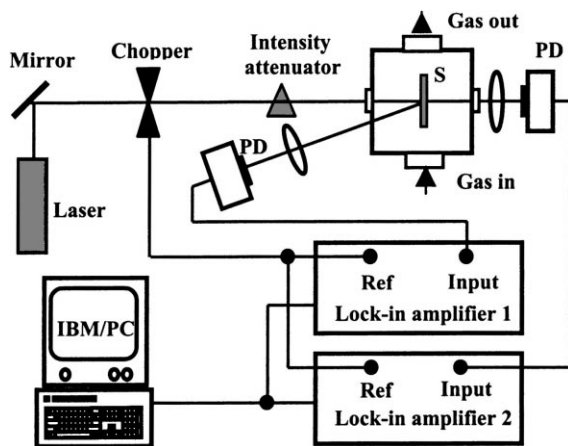 Gas out
Chopper
Intensity
attenuator
Mirror
S
PD
PD
Laser
Gas in
Ref
Input
Lock-in amplifier 1
IBM/PC
Ref
Input
Lock-in amplifier 2